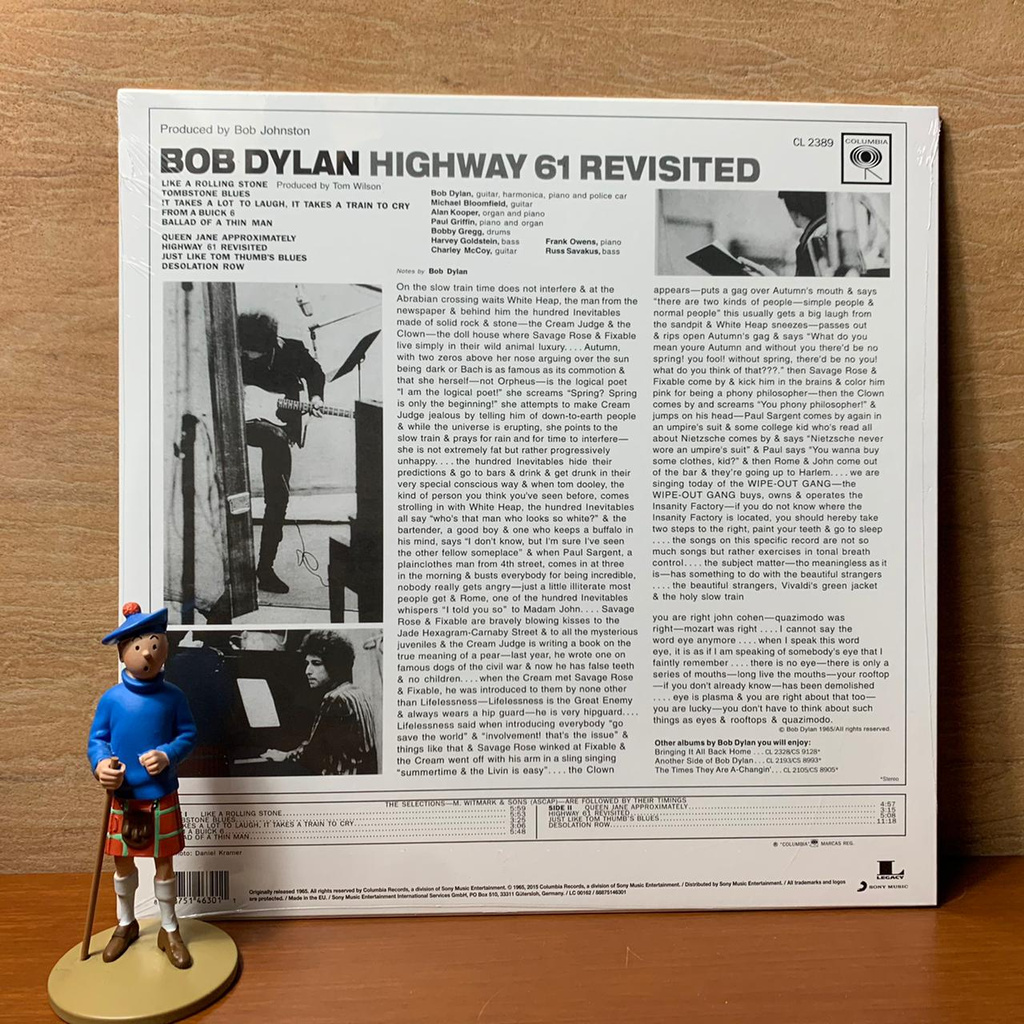 Produced by Bob Johnston
CL 2389
COLUMBIA
BOB DYLAN HIGHWAY 61 REVISITED
LIKE A ROLLING STONE Produced by Tom Wilson
TOMBSTONE BLUES
IT TAKES A LOT TO LAUGH, IT TAKES A TRAIN TO CRY
FROM A BUICK 6
BALLAD OF A THIN MAN
QUEEN JANE APPROXIMATELY
HIGHWAY 61 REVISITED
JUST LIKE TOM THUMB'S BLUES
DESOLATION ROW
Bob Dylan, guitar, harmonica, piano and police car
Michael Bloomfield, guitar
Alan Kooper, organ and piano
Paul Griffin, piano and organ
Bobby Gregg, drums
Harvey Goldstein, bass
Charley McCoy, guitar
Frank Owens, piano
Russ Savakus, bass
Notes by Bob Dylan
On the slow train time does not interfere & at the
Abrabian crossing waits White Heap, the man from the
newspaper & behind him the hundred Inevitables
made of solid rock & stone—the Cream Judge & the
Clown—the doll house where Savage Rose & Fixable
live simply in their wild animal luxury.... Autumn,
with two zeros above her nose arguing over the sun
being dark or Bach is as famous as its commotion &
that she herself—not Orpheus—is the logical poet
"I am the logical poet!" she screams "Spring? Spring
is only the beginning!" she attempts to make Cream
Judge jealous by telling him of down-to-earth people
& while the universe is erupting, she points to the
slow train & prays for rain and for time to interfere—
she is not extremely fat but rather progressively
unhappy.... the hundred Inevitables hide their
predictions & go to bars & drink & get drunk in their
very special conscious way & when tom dooley, the
kind of person you think you've seen before, comes
strolling in with White Heap, the hundred Inevitables
all say "who's that man who looks so white?" & the
bartender, a good boy & one who keeps a buffalo in
his mind, says "I don't know, but I'm sure I've seen
the other fellow someplace" & when Paul Sargent, a
plainclothes man from 4th street, comes in at three
in the morning & busts everybody for being incredible,
nobody really gets angry—just a little illiterate most
people get & Rome, one of the hundred Inevitables
whispers "I told you so" to Madam John.... Savage
Rose & Fixable are bravely blowing kisses to the
Jade Hexagram-Carnaby Street & to all the mysterious
juveniles & the Cream Judge is writing a book on the
true meaning of a pear—last year, he wrote one on
famous dogs of the civil war & now he has false teeth
& no children.... when the Cream met Savage Rose
& Fixable, he was introduced to them by none other
than Lifelessness—Lifelessness is the Great Enemy
& always wears a hip guard—he is very hipguard....
Lifelessness said when introducing everybody "go
save the world" & "involvement! that's the issue" &
things like that & Savage Rose winked at Fixable &
the Cream went off with his arm in a sling singing
"summertime & the Livin is easy".... the Clown
appears—puts a gag over Autumn's mouth & says
"there are two kinds of people—simple people &
normal people" this usually gets a big laugh from
the sandpit & White Heap sneezes—passes out
& rips open Autumn's gag & says "What do you
mean youre Autumn and without you there'd be no
spring! you fool! without spring, there'd be no you!
what do you think of that???." then Savage Rose &
Fixable come by & kick him in the brains & color him
pink for being a phony philosopher—then the Clown
comes by and screams "You phony philosopher!" &
jumps on his head—Paul Sargent comes by again in
an umpire's suit & some college kid who's read all
about Nietzsche comes by & says "Nietzsche never
wore an umpire's suit" & Paul says "You wanna buy
some clothes, kid?" & then Rome & John come out
of the bar & they're going up to Harlem.... we are
singing today of the WIPE-OUT GANG—the
WIPE-OUT GANG buys, owns & operates the
Insanity Factory—if you do not know where the
Insanity Factory is located, you should hereby take
two steps to the right, paint your teeth & go to sleep
.... the songs on this specific record are not so
much songs but rather exercises in tonal breath
control.... the subject matter—tho meaningless as it
is—has something to do with the beautiful strangers
.... the beautiful strangers, Vivaldi's green jacket
& the holy slow train
you are right john cohen—quazimodo was
right—mozart was right.... I cannot say the
word eye anymore.... when I speak this word
eye, it is as if I am speaking of somebody's eye that I
faintly remember.... there is no eye—there is only a
series of mouths—long live the mouths—your rooftop
—if you don't already know—has been demolished
.... eye is plasma & you are right about that too—
you are lucky—you don't have to think about such
things as eyes & rooftops & quazimodo.
© Bob Dylan 1965/All rights reserved.
Other albums by Bob Dylan you will enjoy:
Bringing It All Back Home... CL 2328/CS 9128*
Another Side of Bob Dylan... CL 2193/CS 8993*
The Times They Are A-Changin'... CL 2105/CS 8905*
*Stereo
THE SELECTIONS—M. WITMARK & SONS (ASCAP)—ARE FOLLOWED BY THEIR TIMINGS
I LIKE A ROLLING STONE 5:59
STONE BLUES 5:53
KES A LOT TO LAUGH, IT TAKES A TRAIN TO CRY 3:25
A BUICK 6 3:06
AD OF A THIN MAN 5:48
SIDE II QUEEN JANE APPROXIMATELY 4:57
HIGHWAY 61 REVISITED 3:15
JUST LIKE TOM THUMB'S BLUES 5:08
DESOLATION ROW 11:18
® "COLUMBIA", MARCAS REG.
oto: Daniel Kramer
LEGACY
SONY MUSIC
Originally released 1965. All rights reserved by Columbia Records, a division of Sony Music Entertainment. © 1965, 2015 Columbia Records, a division of Sony Music Entertainment. / Distributed by Sony Music Entertainment. / All trademarks and logos
are protected. / Made in the EU. / Sony Music Entertainment International Services GmbH, PO Box 510, 33311 Gütersloh, Germany. / LC 00162 / 88875146301
8751 46301 1